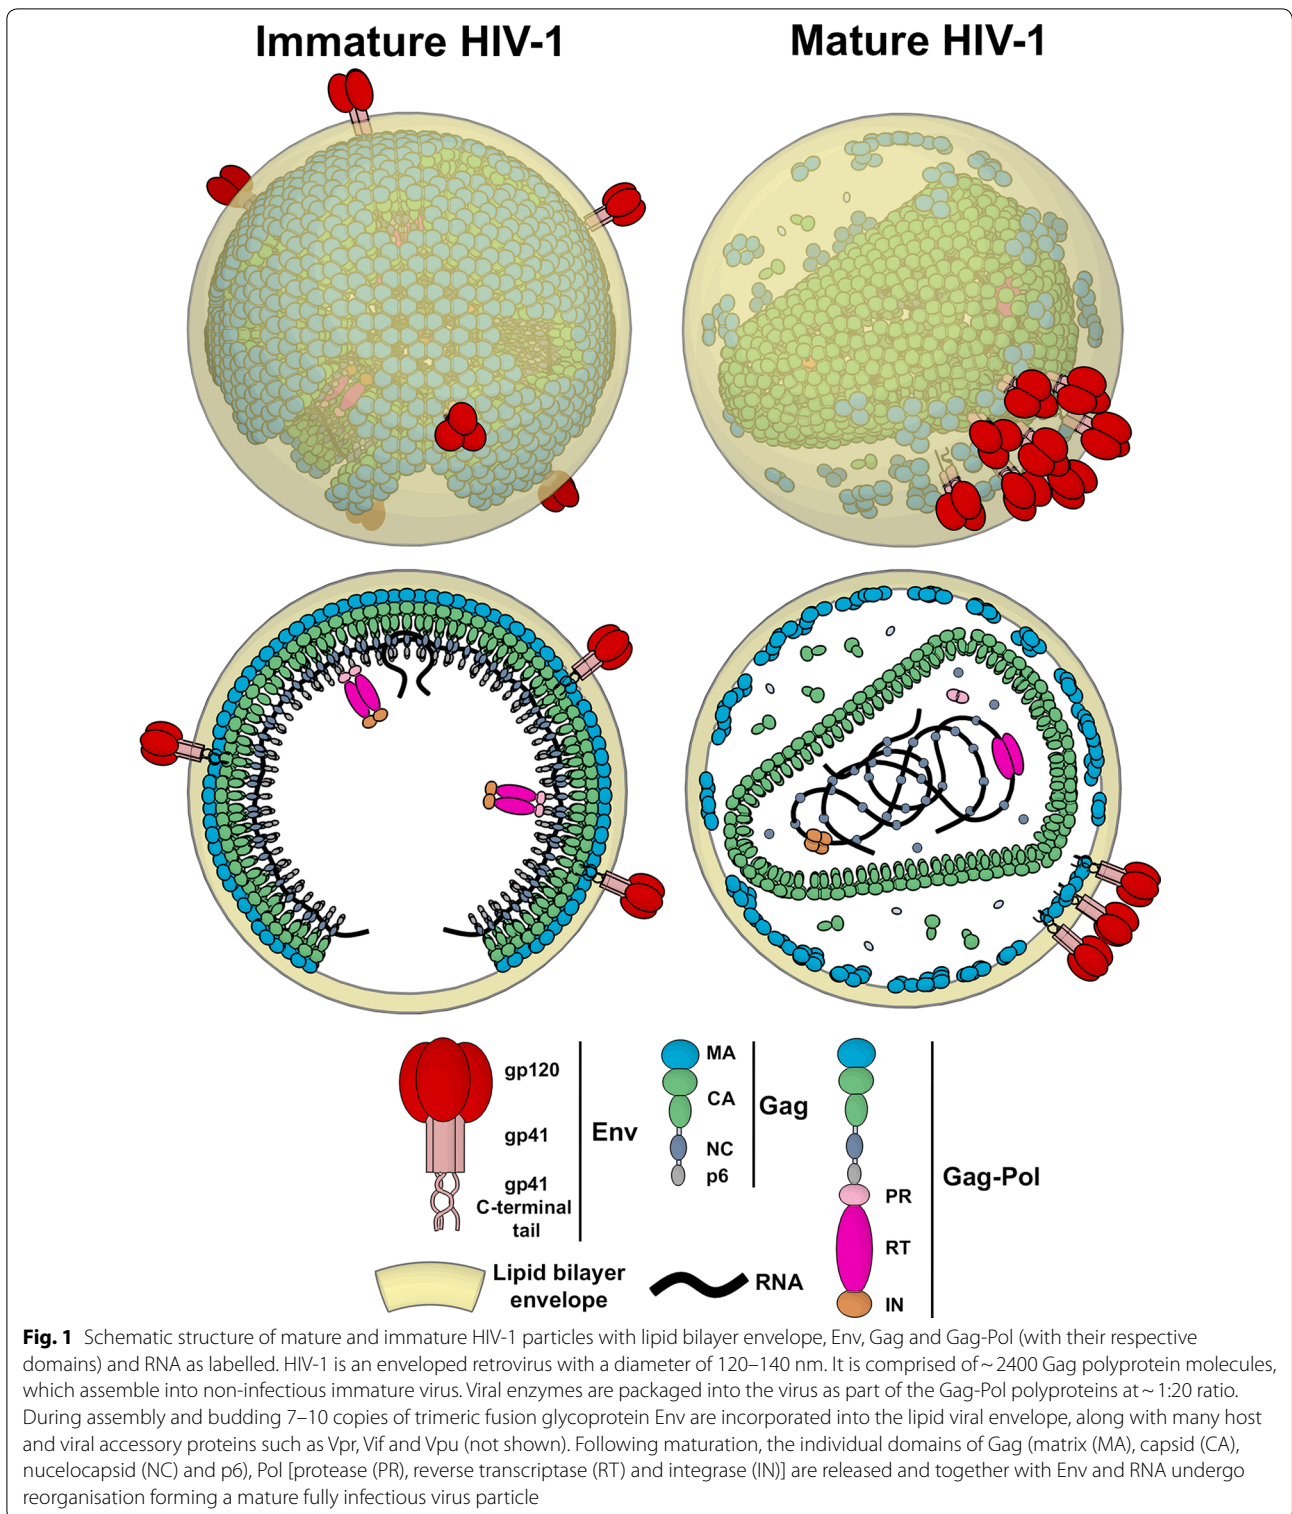 Immature HIV-1
Mature HIV-1
gp120
gp41
gp41
C-terminal
tail
Env
MA
CA
NC
p6
Gag
PR
RT
IN
Gag-Pol
Lipid bilayer
envelope
RNA
Fig. 1 Schematic structure of mature and immature HIV-1 particles with lipid bilayer envelope, Env, Gag and Gag-Pol (with their respective
domains) and RNA as labelled. HIV-1 is an enveloped retrovirus with a diameter of 120–140 nm. It is comprised of ~ 2400 Gag polyprotein molecules,
which assemble into non-infectious immature virus. Viral enzymes are packaged into the virus as part of the Gag-Pol polyproteins at ~ 1:20 ratio.
During assembly and budding 7–10 copies of trimeric fusion glycoprotein Env are incorporated into the lipid viral envelope, along with many host
and viral accessory proteins such as Vpr, Vif and Vpu (not shown). Following maturation, the individual domains of Gag (matrix (MA), capsid (CA),
nucelocapsid (NC) and p6), Pol [protease (PR), reverse transcriptase (RT) and integrase (IN)] are released and together with Env and RNA undergo
reorganisation forming a mature fully infectious virus particle